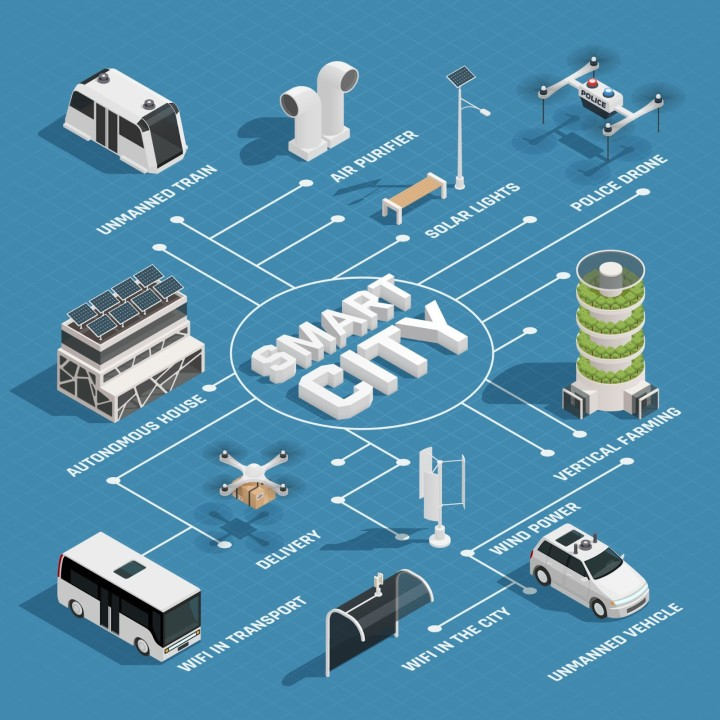 UNMANNED TRAIN
AIR PURIFIER
SOLAR LIGHTS
POLICE
POLICE DRONE
SMART
CITY
AUTONOMOUS HOUSE
VERTICAL FARMING
DELIVERY
WIND POWER
WIFI IN TRANSPORT
WIFI IN THE CITY
UNMANNED VEHICLE